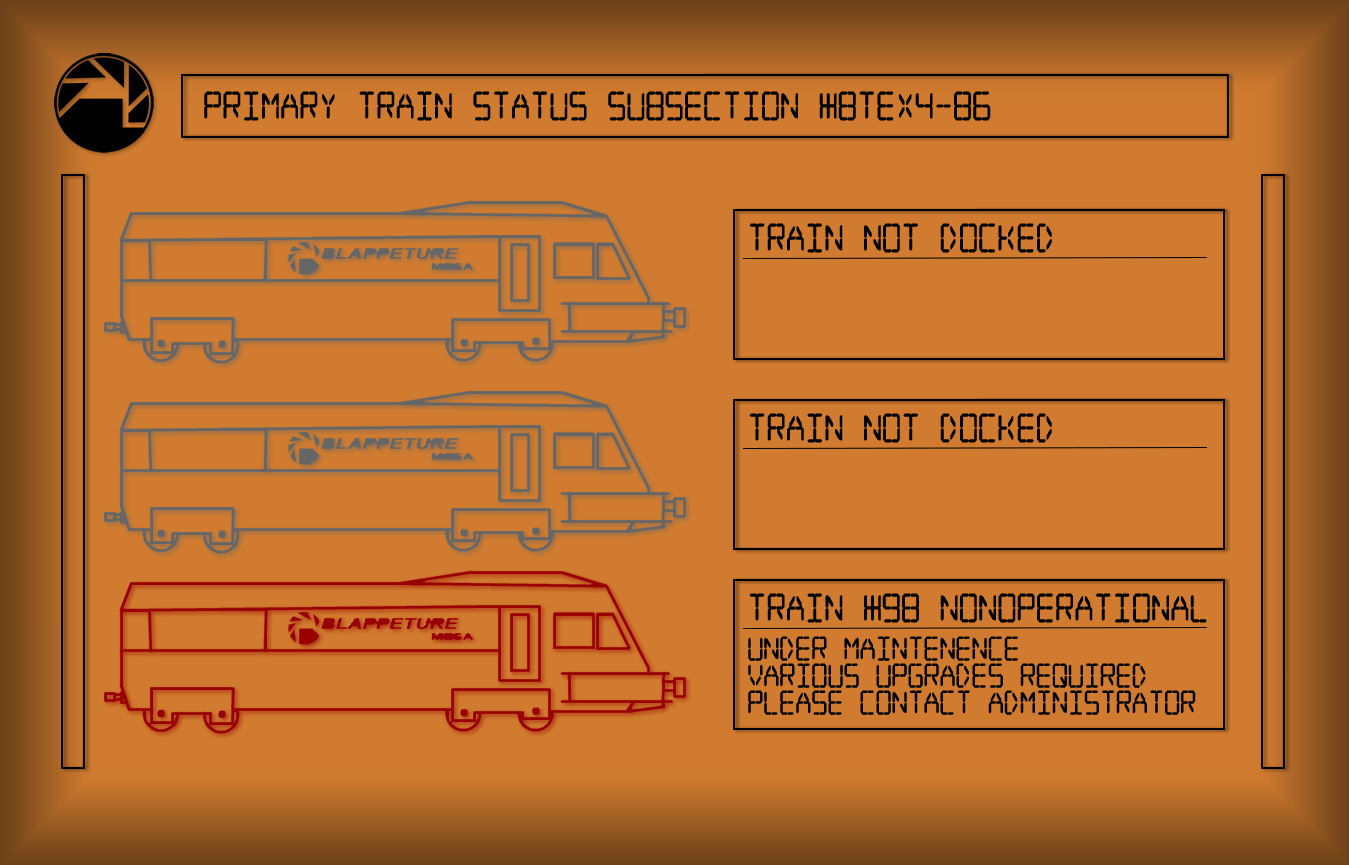 PRIMARY TRAIN STATUS SUBSECTION #8TEX4-86
BLAPPETURE
MESA
TRAIN NOT DOCKED
BLAPPETURE
MESA
TRAIN NOT DOCKED
BLAPPETURE
MESA
TRAIN #98 NONOPERATIONAL
UNDER MAINTENENCE
VARIOUS UPGRADES REQUIRED
PLEASE CONTACT ADMINISTRATOR